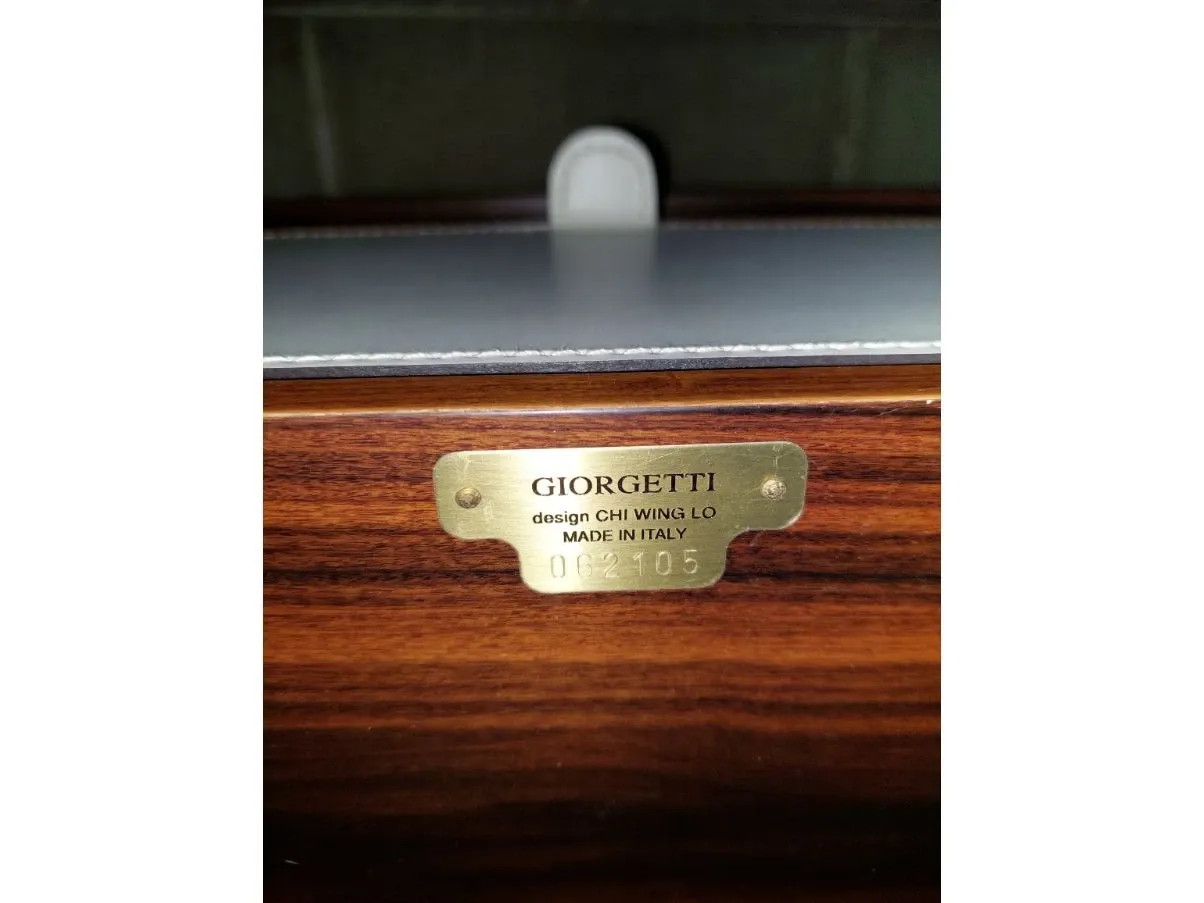 GIORGETTI
design CHI WING LO
MADE IN ITALY
062105